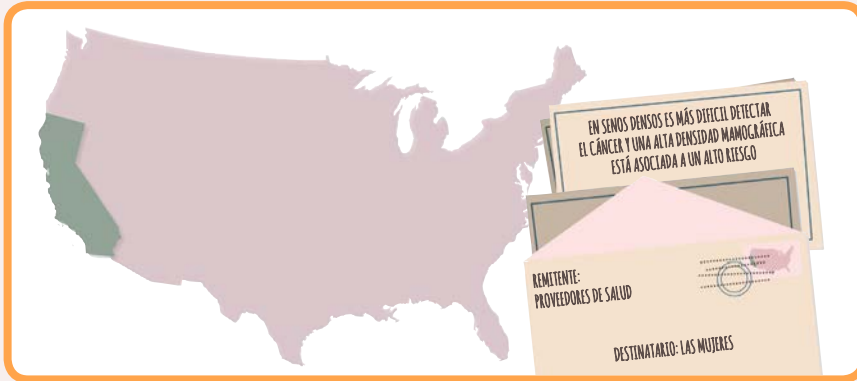 EN SENOS DENSOS ES MÁS DIFICIL DETECTAR
EL CÁNCER Y UNA ALTA DENSIDAD MAMOGRÁFICA
ESTÁ ASOCIADA A UN ALTO RIESGO
REMITENTE:
PROVEEDORES DE SALUD
DESTINATARIO: LAS MUJERES